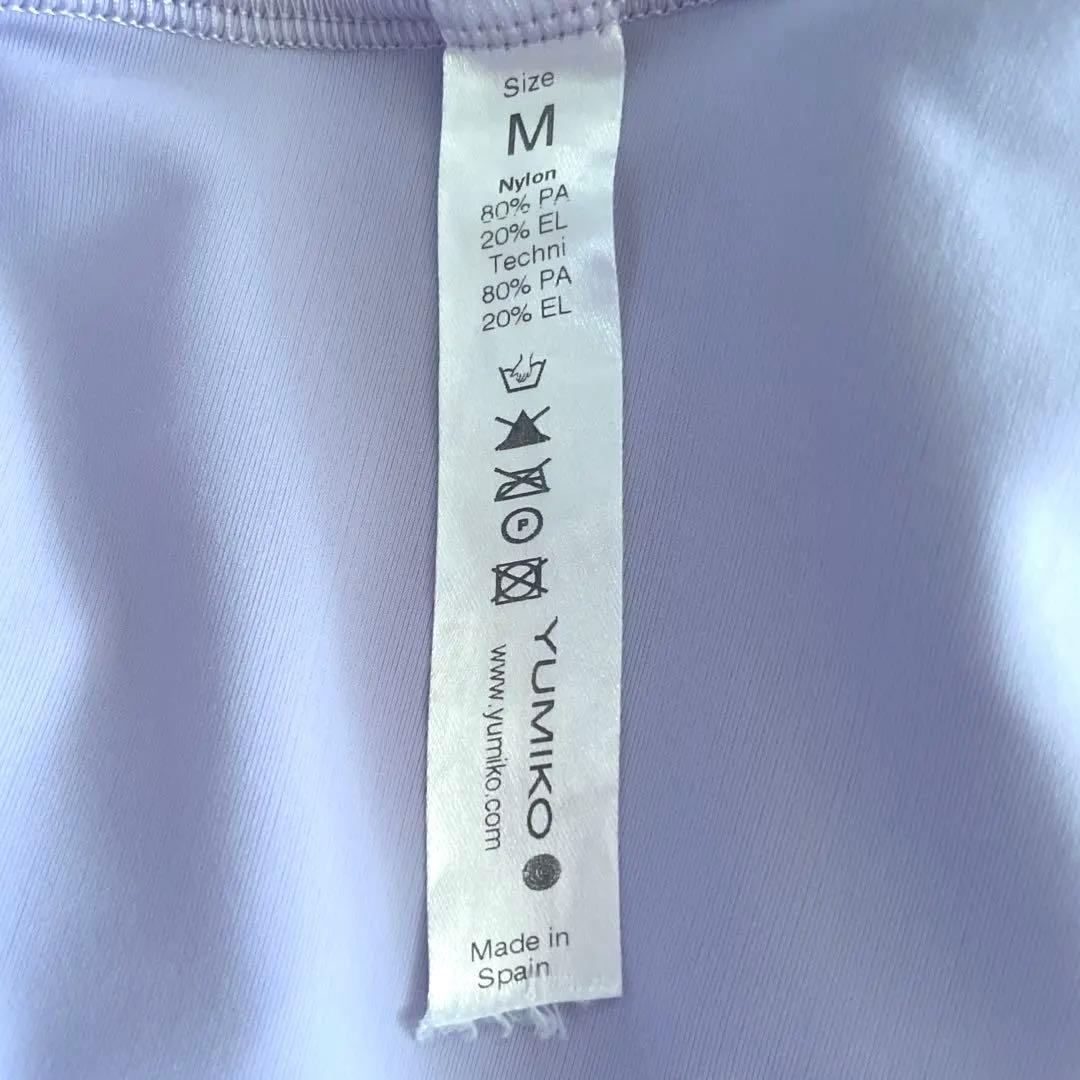 Size
M
Nylon
80% PA
20% EL
Techni
80% PA
20% EL
P
YUMIKO
www.yumiko.com
Made in
Spain